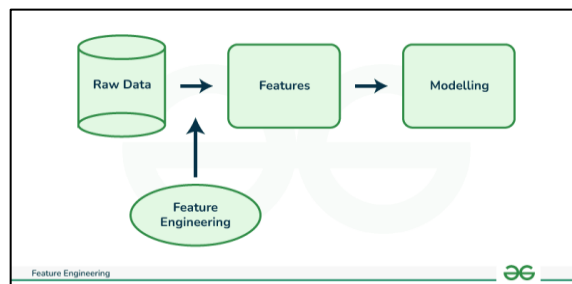 Raw Data
Features
Modelling
Feature
Engineering
Feature Engineering